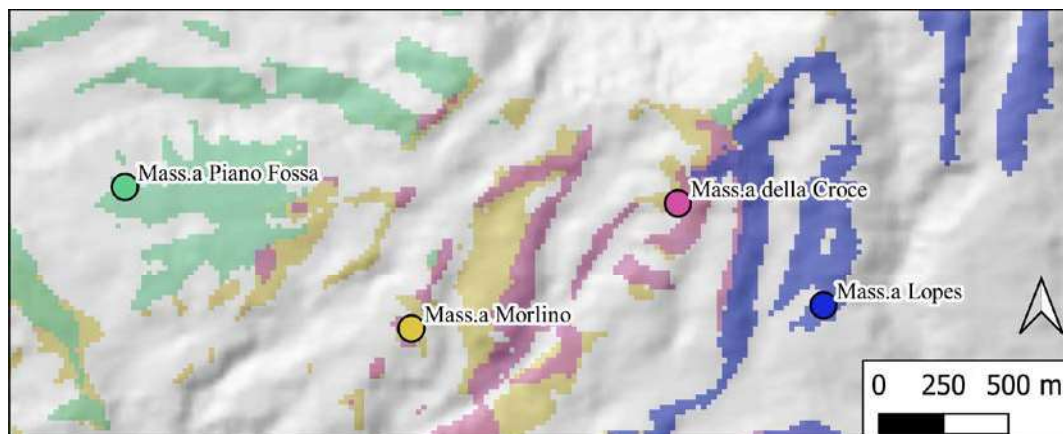 Mass.a Piano Fossa
Mass.a della Croce
Mass.a Lopes
Mass.a Morlino
0 250 500 m